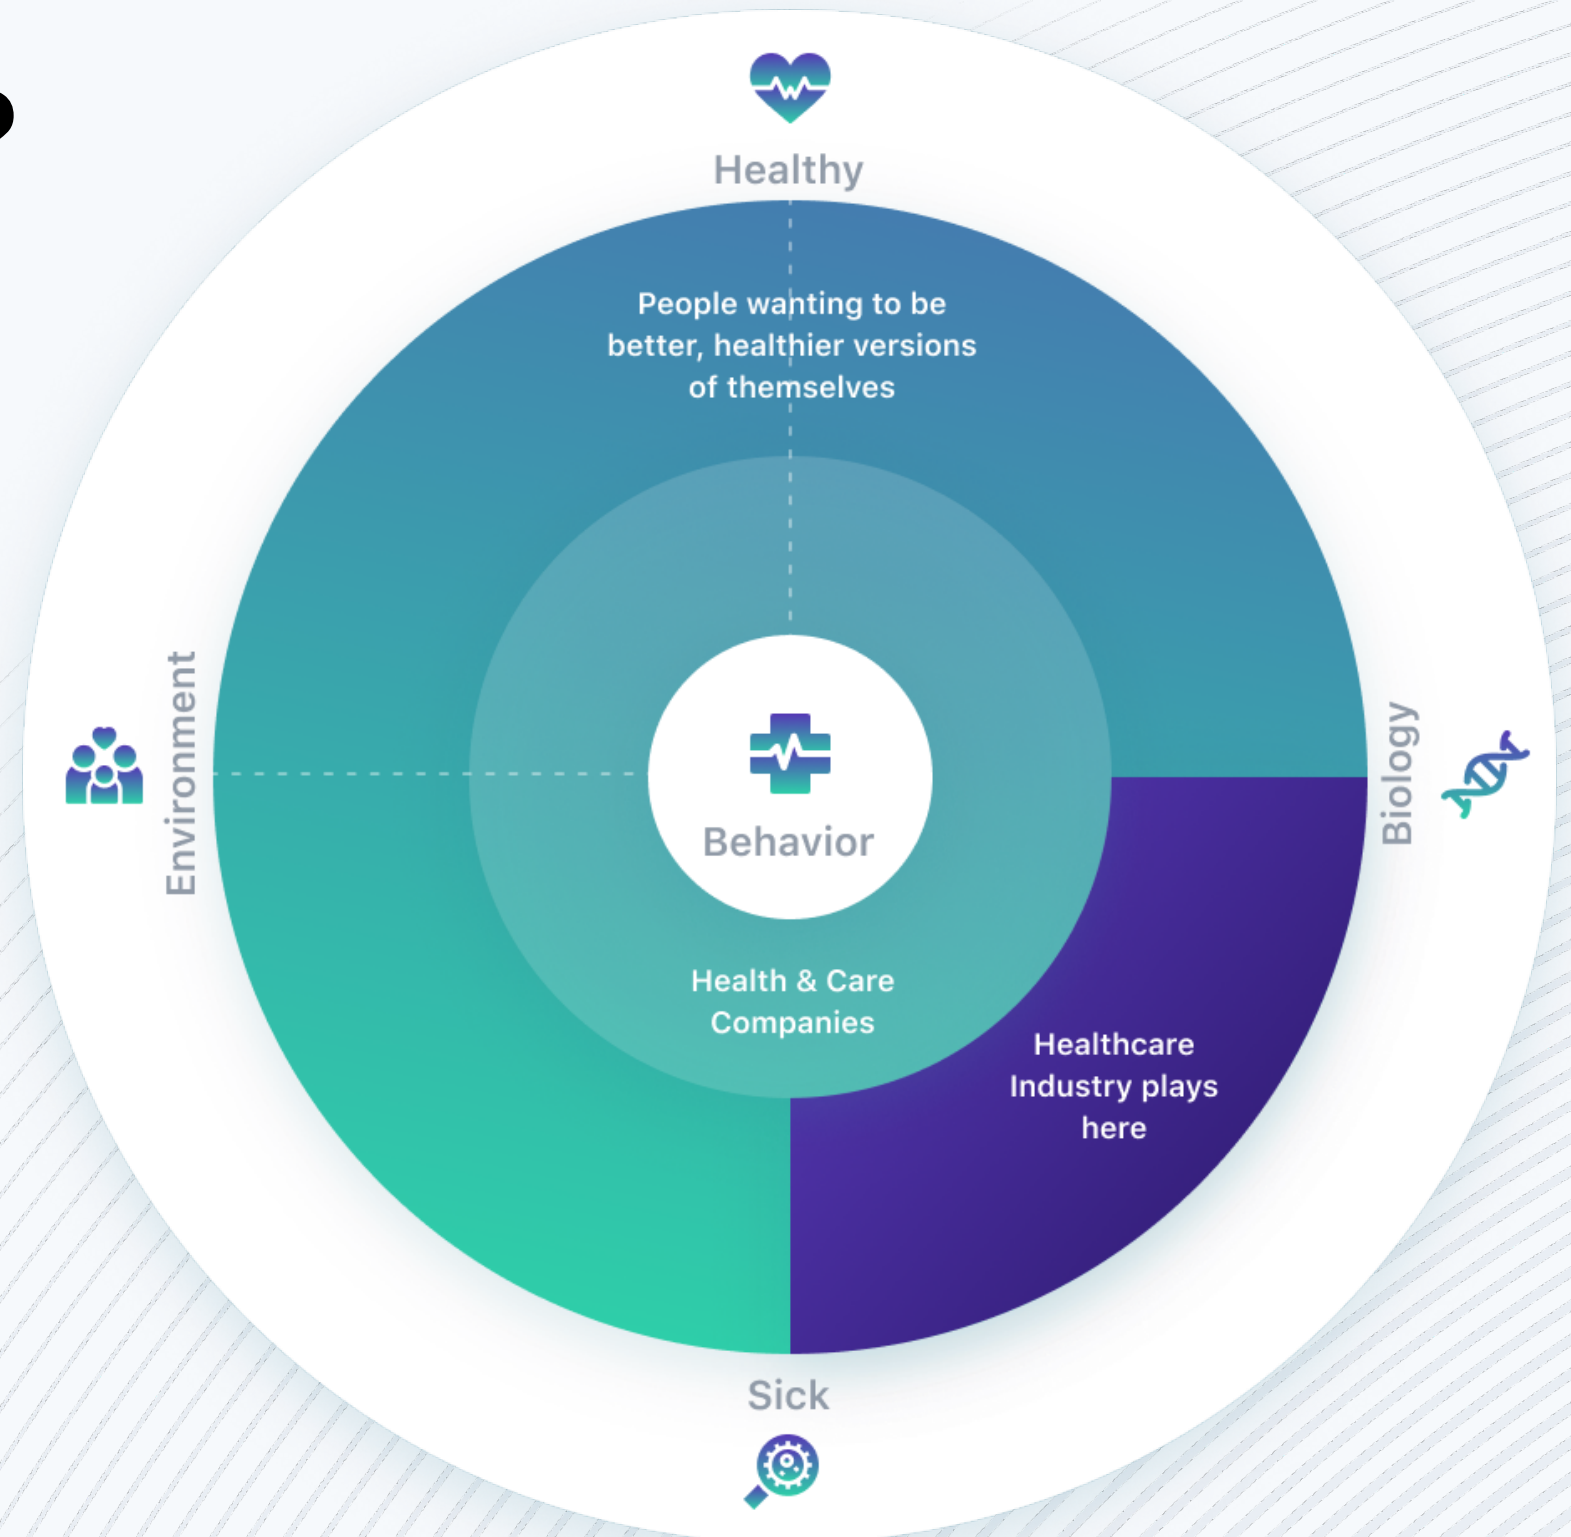 Healthy
People wanting to be
better, healthier versions
of themselves
Environment
Behavior
Biology
Health & Care
Companies
Healthcare
Industry plays
here
Sick